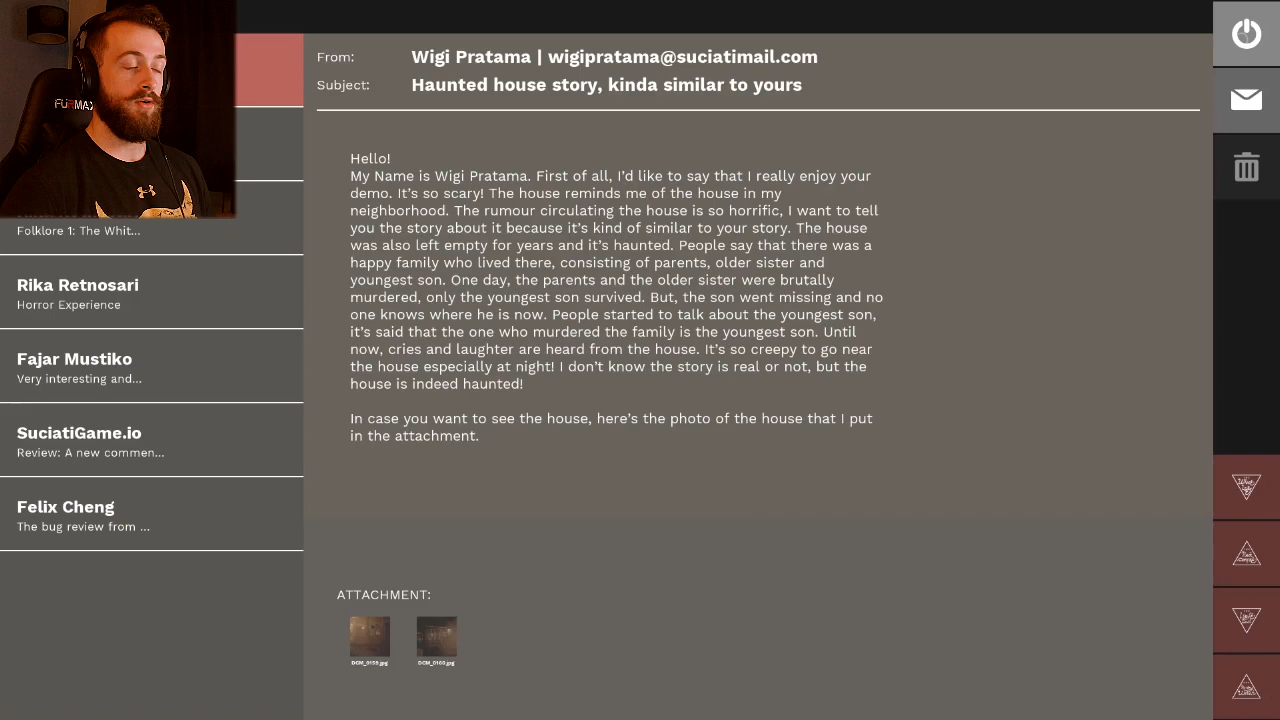 From: Wigi Pratama | wigipratama@suciatimail.com
Subject: Haunted house story, kinda similar to yours
Hello!
My Name is Wigi Pratama. First of all, I'd like to say that I really enjoy your
demo. It's so scary! The house reminds me of the house in my
neighborhood. The rumour circulating the house is so horrific, I want to tell
you the story about it because it's kind of similar to your story. The house
was also left empty for years and it's haunted. People say that there was a
happy family who lived there, consisting of parents, older sister and
youngest son. One day, the parents and the older sister were brutally
murdered, only the youngest son survived. But, the son went missing and no
one knows where he is now. People started to talk about the youngest son,
it's said that the one who murdered the family is the youngest son. Until
now, cries and laughter are heard from the house. It's so creepy to go near
the house especially at night! I don't know the story is real or not, but the
house is indeed haunted!
In case you want to see the house, here's the photo of the house that I put
in the attachment.
ATTACHMENT:
DCM_0159.jpg
DCM_0160.jpg
Folklore 1: The Whit...
Rika Retnosari
Horror Experience
Fajar Mustiko
Very interesting and...
SuciatiGame.io
Review: A new commen...
Felix Cheng
The bug review from ...